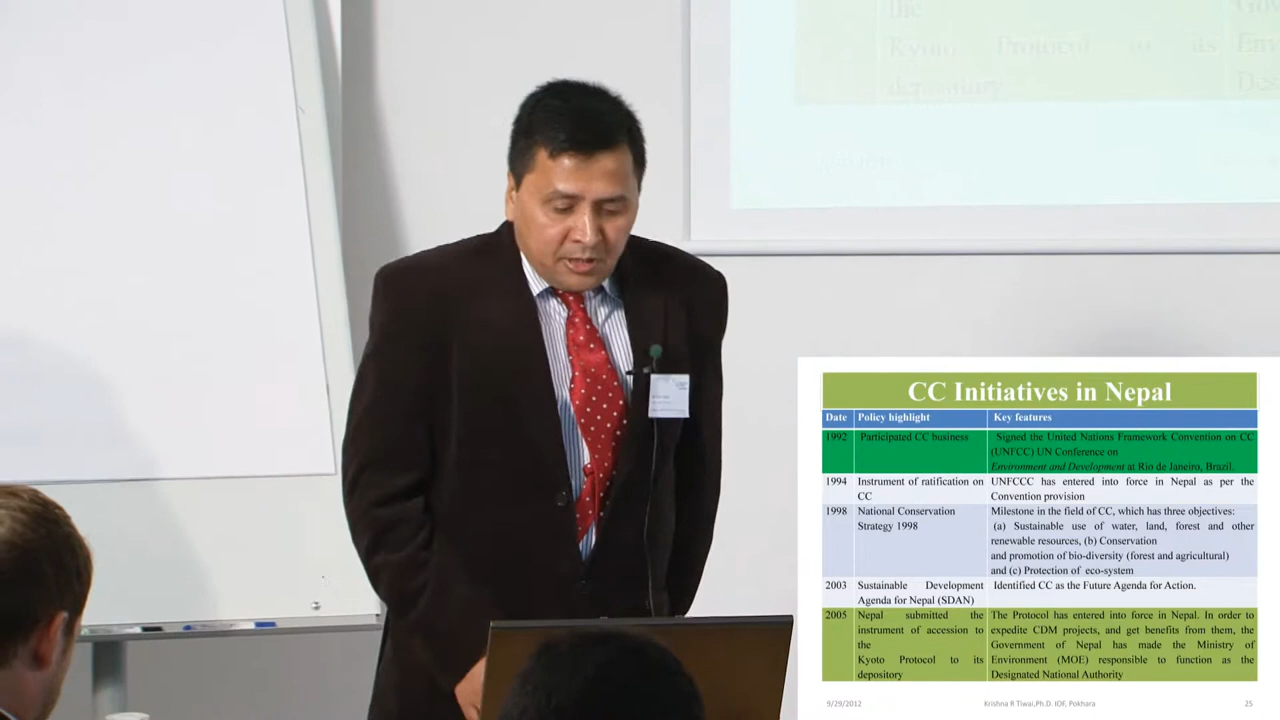 the
Kyoto Protocol to its
depositary
CC Initiatives in Nepal
Date Policy highlight Key features
1992 Participated CC business Signed the United Nations Framework Convention on CC
(UNFCC) UN Conference on
Environment and Development at Rio de Janeiro, Brazil.
1994 Instrument of ratification on UNFCCC has entered into force in Nepal as per the
CC Convention provision
1998 National Conservation Milestone in the field of CC, which has three objectives:
Strategy 1998 (a) Sustainable use of water, land, forest and other
renewable resources, (b) Conservation
and promotion of bio-diversity (forest and agricultural)
and (c) Protection of eco-system
2003 Sustainable Development Identified CC as the Future Agenda for Action.
Agenda for Nepal (SDAN)
2005 Nepal submitted the The Protocol has entered into force in Nepal. In order to
instrument of accession to expedite CDM projects, and get benefits from them, the
the Government of Nepal has made the Ministry of
Kyoto Protocol to its Environment (MOE) responsible to function as the
depository Designated National Authority
9/29/2012 Krishna R Tiwai,Ph.D. IOF, Pokhara 25